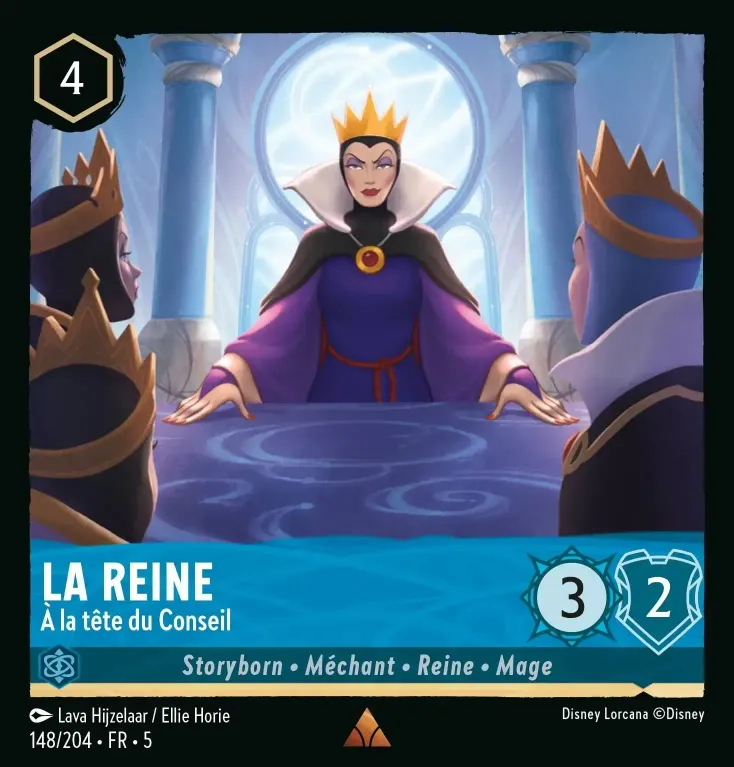 4
LA REINE
À la tête du Conseil
3
2
Storyborn • Méchant • Reine • Mage
Lava Hijzelaar / Ellie Horie
Disney Lorcana ©Disney
148/204 • FR • 5